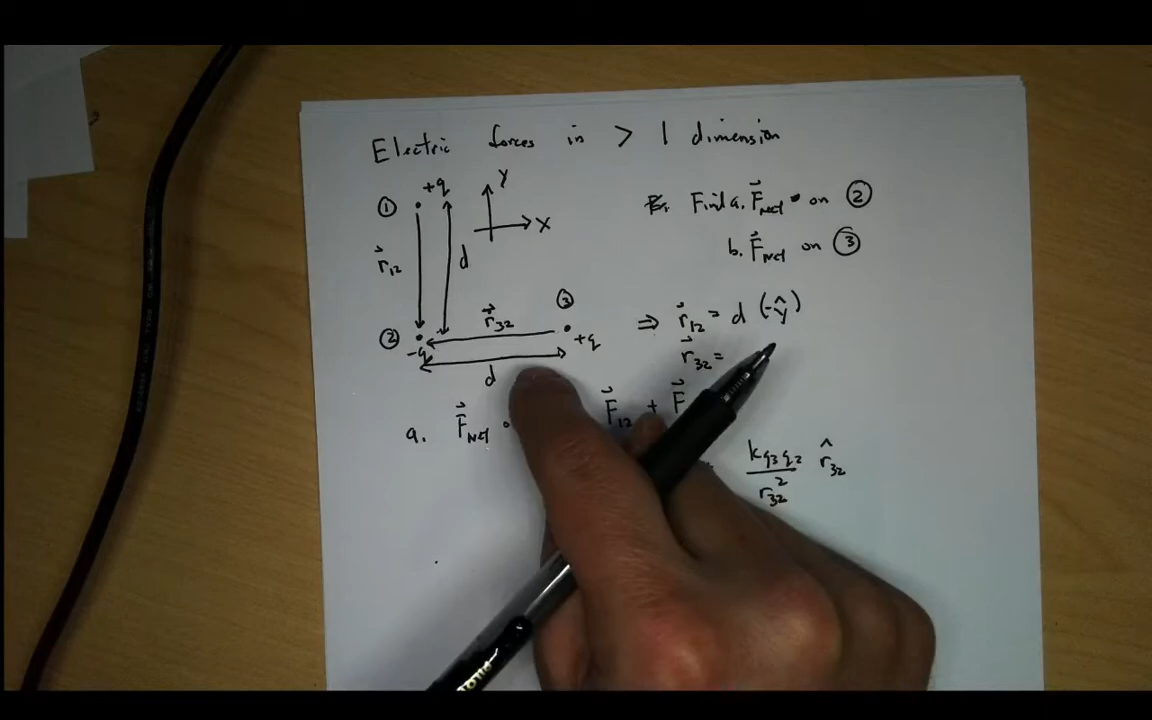 Electric forces in > 1 dimension
① +q Y
X
r⃗₁₂ d
② -q
r⃗₃₂ ③ +q
d
Find a. F⃗Net on ②
b. F⃗Net on ③
⇒ r⃗₁₂ = d (-ŷ)
r⃗₃₂ =
a. F⃗Net F⃗₁₂ + F⃗
kq₃q₂ / r₃₂² r̂₃₂
PILOT